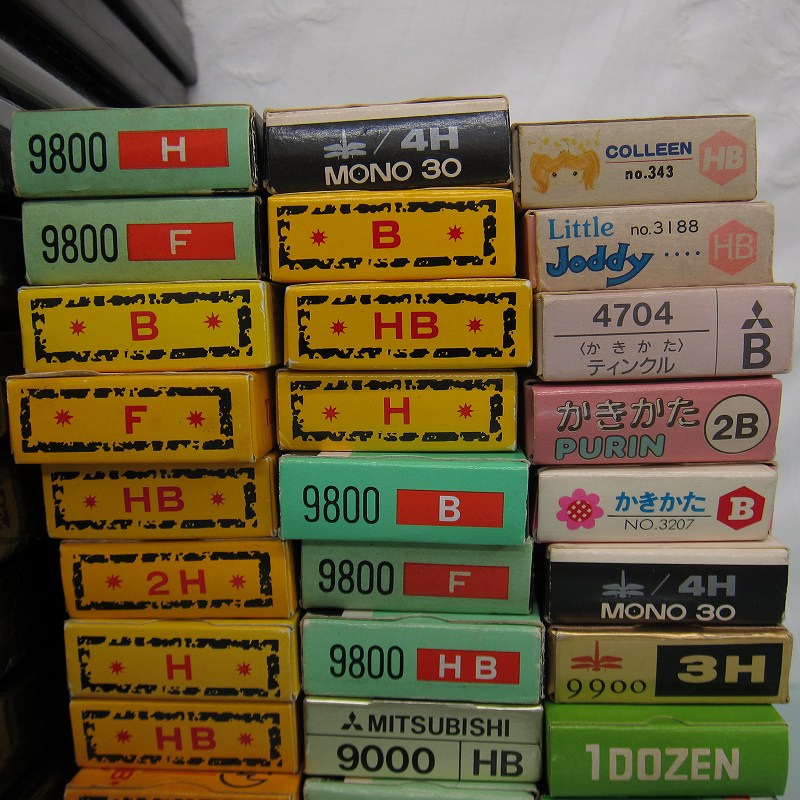 9800 H
9800 F
B
F
HB
2H
H
HB
B
/4H
MONO 30
B
HB
H
9800 B
9800 F
9800 HB
MITSUBISHI
9000 HB
COLLEEN
no.343
HB
Little no.3188
Joddy ····
HB
4704
〈かきかた〉
ティンクル
B
かきかた
PURIN
2B
かきかた
NO.3207
B
/4H
MONO 30
9900 3H
1DOZEN